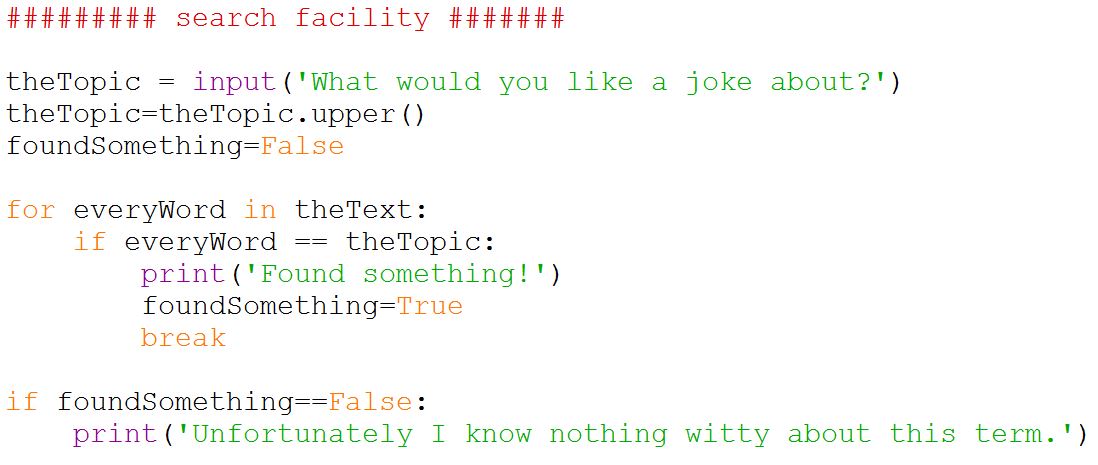 ######### search facility #######
theTopic = input('What would you like a joke about?')
theTopic=theTopic.upper()
foundSomething=False
for everyWord in theText:
    if everyWord == theTopic:
        print('Found something!')
        foundSomething=True
        break
if foundSomething==False:
    print('Unfortunately I know nothing witty about this term.')